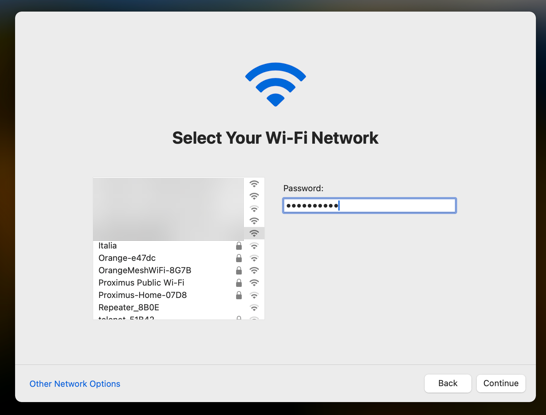 Select Your Wi-Fi Network
Password:
Italia
Orange-e47dc
OrangeMeshWiFi-8G7B
Proximus Public Wi-Fi
Proximus-Home-07D8
Repeater_8B0E
Other Network Options
Back
Continue